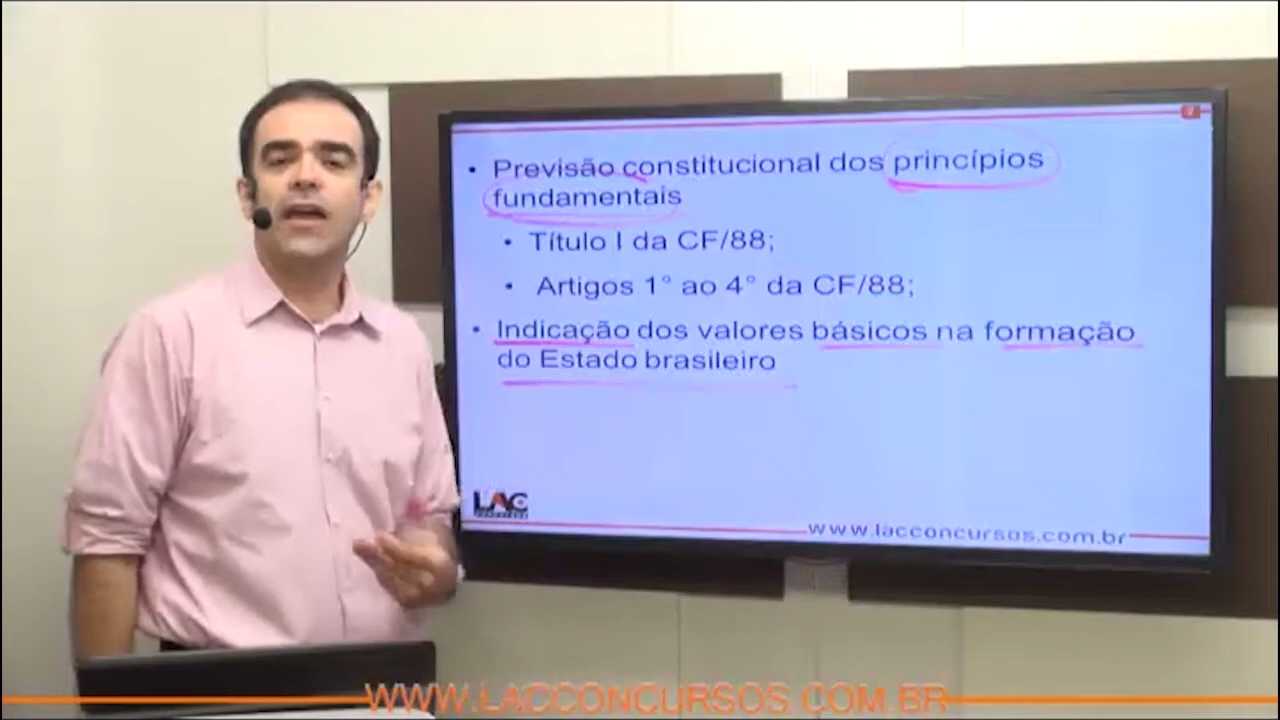 • Previsão constitucional dos princípios
fundamentais
• Título I da CF/88;
• Artigos 1° ao 4° da CF/88;
• Indicação dos valores básicos na formação
do Estado brasileiro
LAC
www.lacconcursos.com.br
WWW.LACCONCURSOS.COM.BR